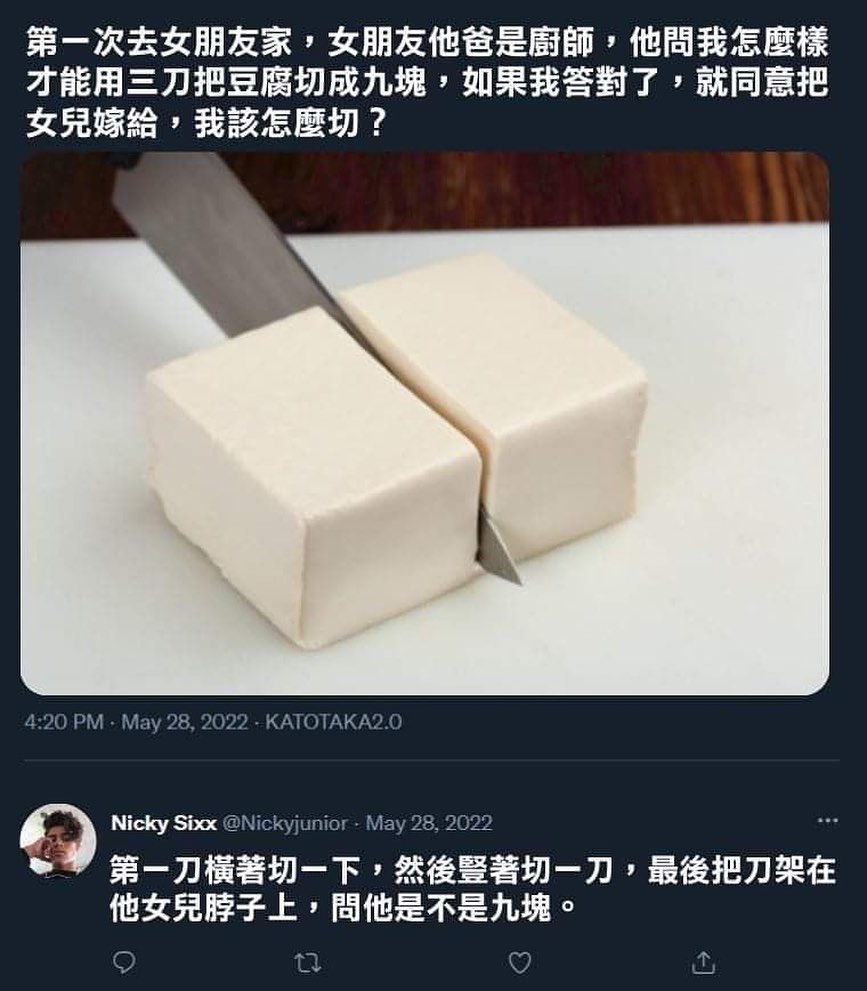 第一次去女朋友家，女朋友他爸是廚師，他問我怎麼樣
才能用三刀把豆腐切成九塊，如果我答對了，就同意把
女兒嫁給，我該怎麼切？
4:20 PM · May 28, 2022 · KATOTAKA2.0
Nicky Sixx @Nickyjunior · May 28, 2022
第一刀橫著切一下，然後豎著切一刀，最後把刀架在
他女兒脖子上，問他是不是九塊。